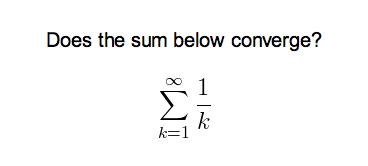 Does the sum below converge?
∞
∑ 1/k
k=1